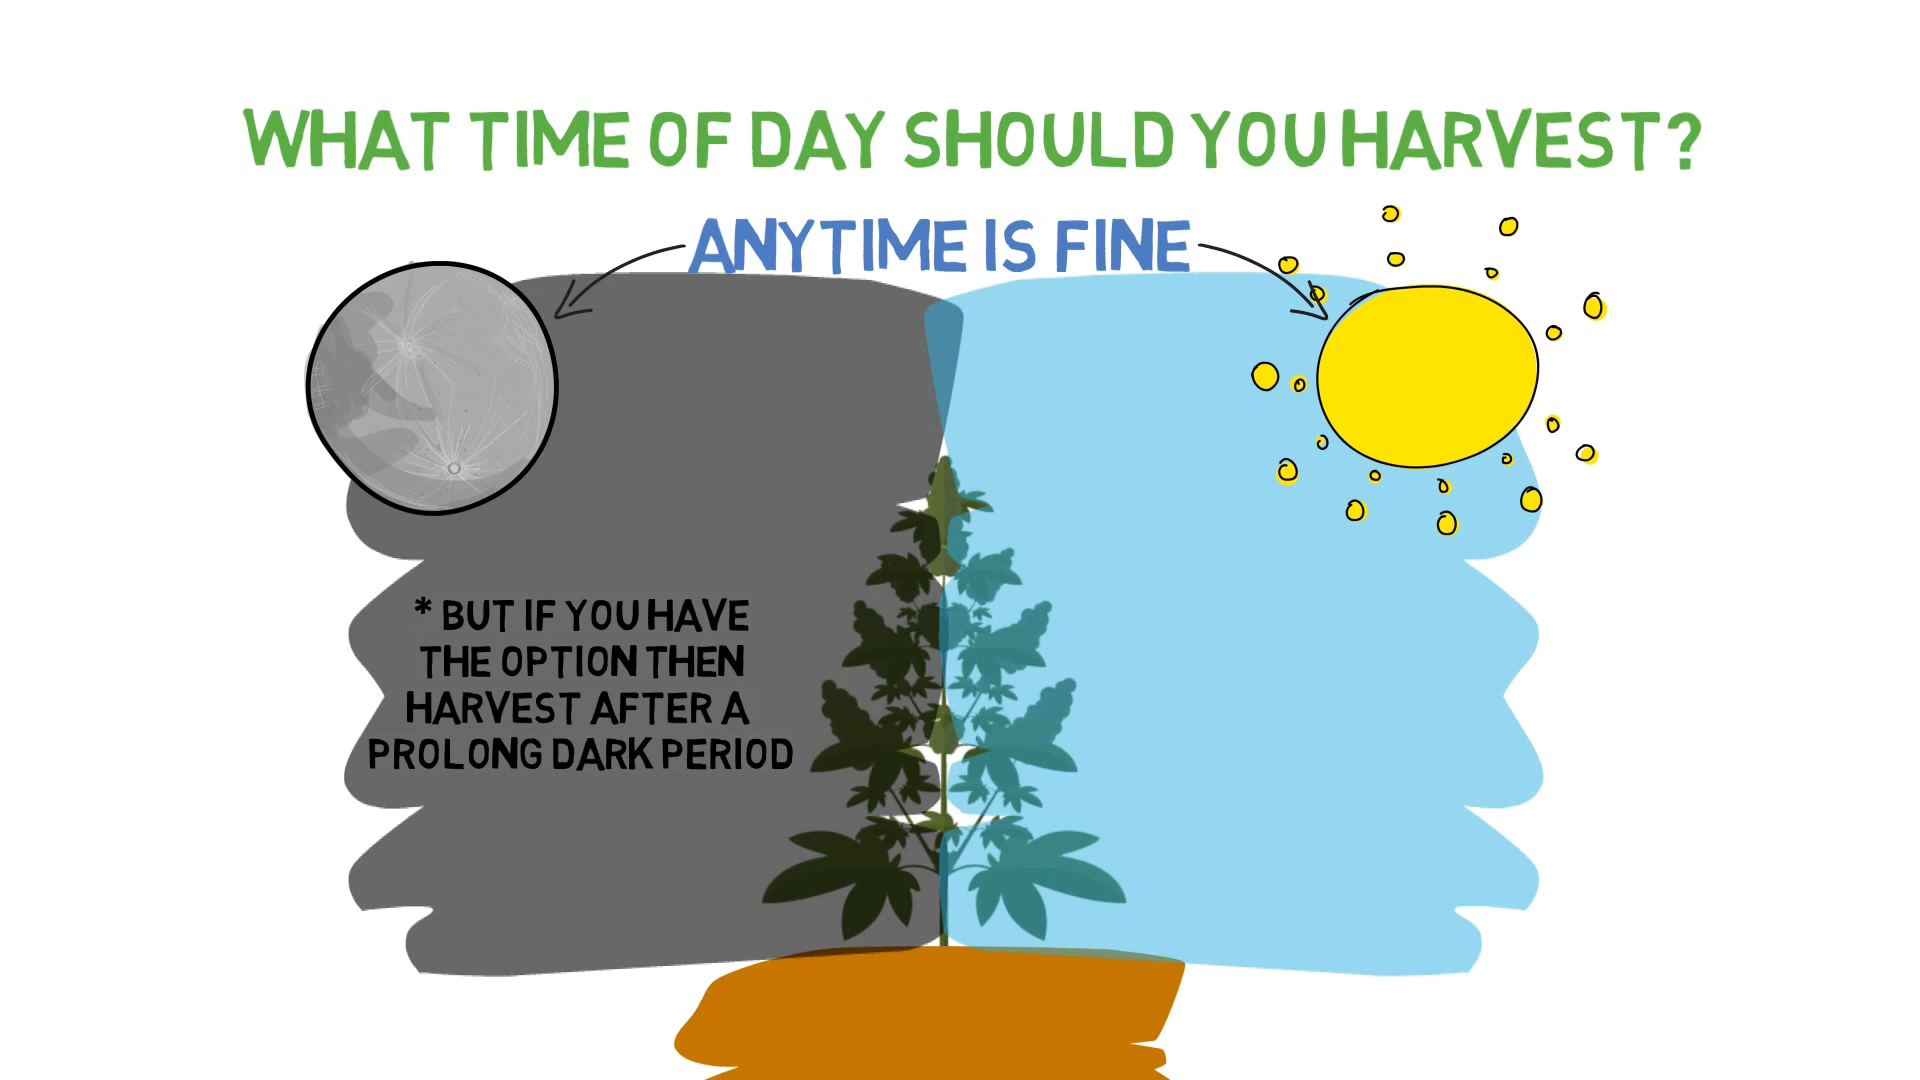 WHAT TIME OF DAY SHOULD YOU HARVEST?
ANYTIME IS FINE
* BUT IF YOU HAVE
THE OPTION THEN
HARVEST AFTER A
PROLONG DARK PERIOD